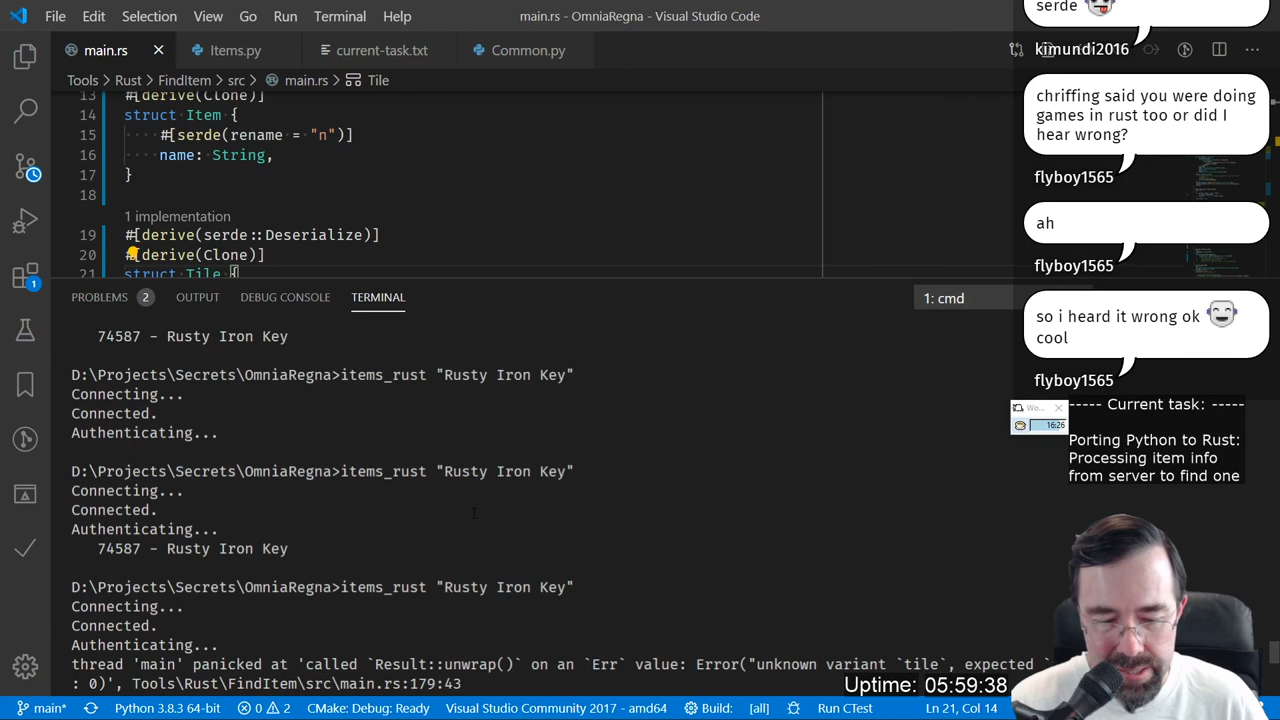 File Edit Selection View Go Run Terminal Help
main.rs - OmniaRegna - Visual Studio Code
main.rs
Items.py
current-task.txt
Common.py
Tools > Rust > FindItem > src > main.rs > Tile
13 #[derive(Clone)]
14 struct Item {
15 ····#[serde(rename = "n")]
16 name: String,
17 }
18
1 implementation
19 #[derive(serde::Deserialize)]
20 #[derive(Clone)]
21 struct Tile {
PROBLEMS 2 OUTPUT DEBUG CONSOLE TERMINAL
1: cmd
74587 - Rusty Iron Key
D:\Projects\Secrets\OmniaRegna>items_rust "Rusty Iron Key"
Connecting...
Connected.
Authenticating...
D:\Projects\Secrets\OmniaRegna>items_rust "Rusty Iron Key"
Connecting...
Connected.
Authenticating...
74587 - Rusty Iron Key
D:\Projects\Secrets\OmniaRegna>items_rust "Rusty Iron Key"
Connecting...
Connected.
Authenticating...
thread 'main' panicked at 'called `Result::unwrap()` on an `Err` value: Error("unknown variant `tile`, expected `
: 0)', Tools\Rust\FindItem\src\main.rs:179:43
serde
kimundi2016
chriffing said you were doing
games in rust too or did I
hear wrong?
flyboy1565
ah
flyboy1565
so i heard it wrong ok
cool
flyboy1565
Wo...
16:26
----- Current task: -----
Porting Python to Rust:
Processing item info
from server to find one
Uptime: 05:59:38
main* Python 3.8.3 64-bit 0 2 CMake: Debug: Ready Visual Studio Community 2017 - amd64 Build: [all] Run CTest Ln 21, Col 14